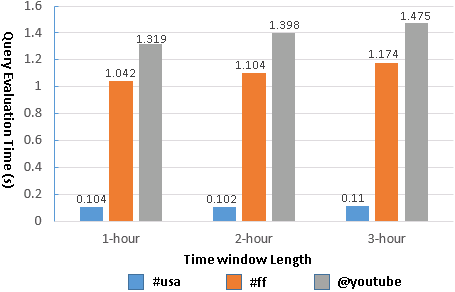 Query Evaluation Time (s)
1.6
1.4
1.2
1
0.8
0.6
0.4
0.2
0
0.104
1.042
1.319
0.102
1.104
1.398
0.11
1.174
1.475
1-hour
2-hour
3-hour
Time window Length
#usa
#ff
@youtube